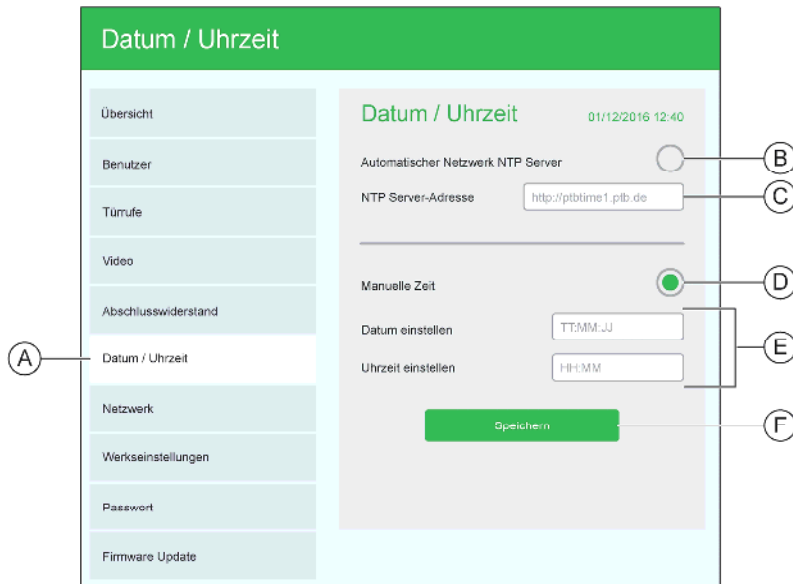 Datum / Uhrzeit
Übersicht
Benutzer
Türrufe
Video
Abschlusswiderstand
A
Datum / Uhrzeit
Netzwerk
Werkseinstellungen
Passwort
Firmware Update
Datum / Uhrzeit 01/12/2016 12:40
Automatischer Netzwerk NTP Server
B
NTP Server-Adresse http://ptbtime1.ptb.de
C
Manuelle Zeit
D
Datum einstellen TT:MM:JJ
E
Uhrzeit einstellen HH:MM
Speichern
F